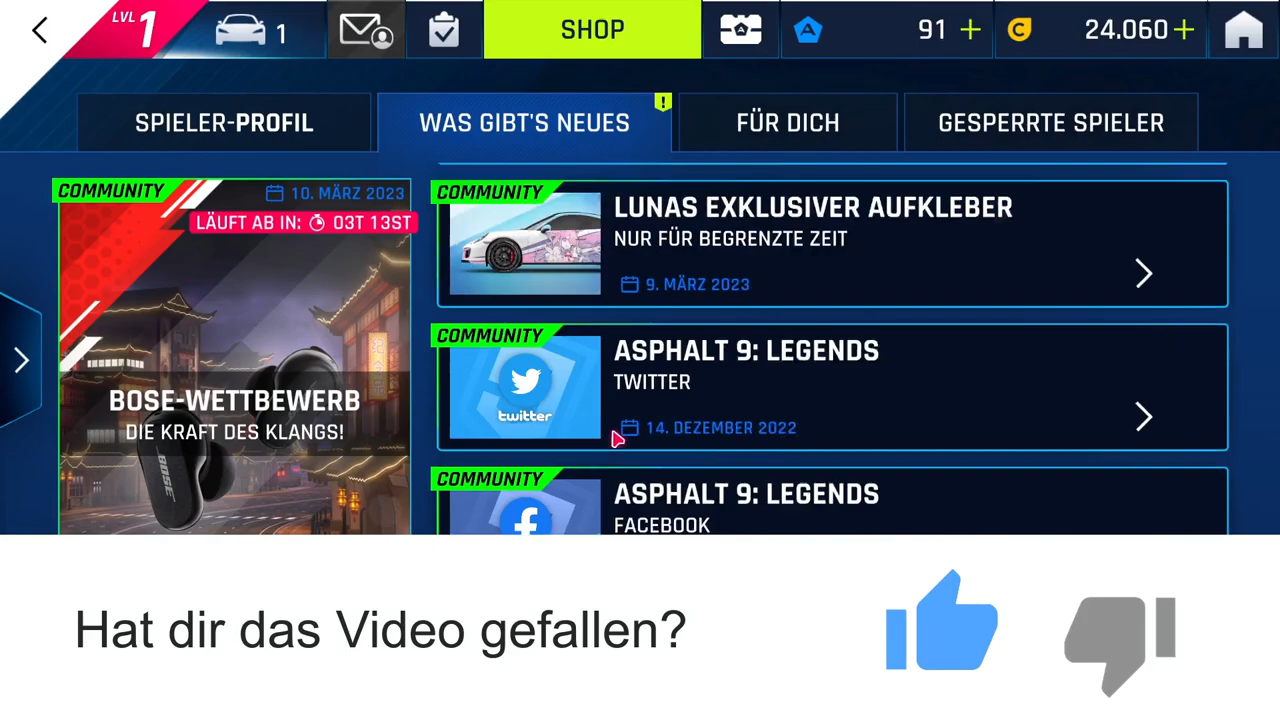 LVL 1
1
SHOP
91 +
24.060 +
SPIELER-PROFIL
WAS GIBT'S NEUES
!
FÜR DICH
GESPERRTE SPIELER
COMMUNITY
10. MÄRZ 2023
LÄUFT AB IN: 03T 13ST
BOSE-WETTBEWERB
DIE KRAFT DES KLANGS!
BOSE
COMMUNITY
LUNAS EXKLUSIVER AUFKLEBER
NUR FÜR BEGRENZTE ZEIT
9. MÄRZ 2023
COMMUNITY
twitter
ASPHALT 9: LEGENDS
TWITTER
14. DEZEMBER 2022
COMMUNITY
ASPHALT 9: LEGENDS
FACEBOOK
Hat dir das Video gefallen?